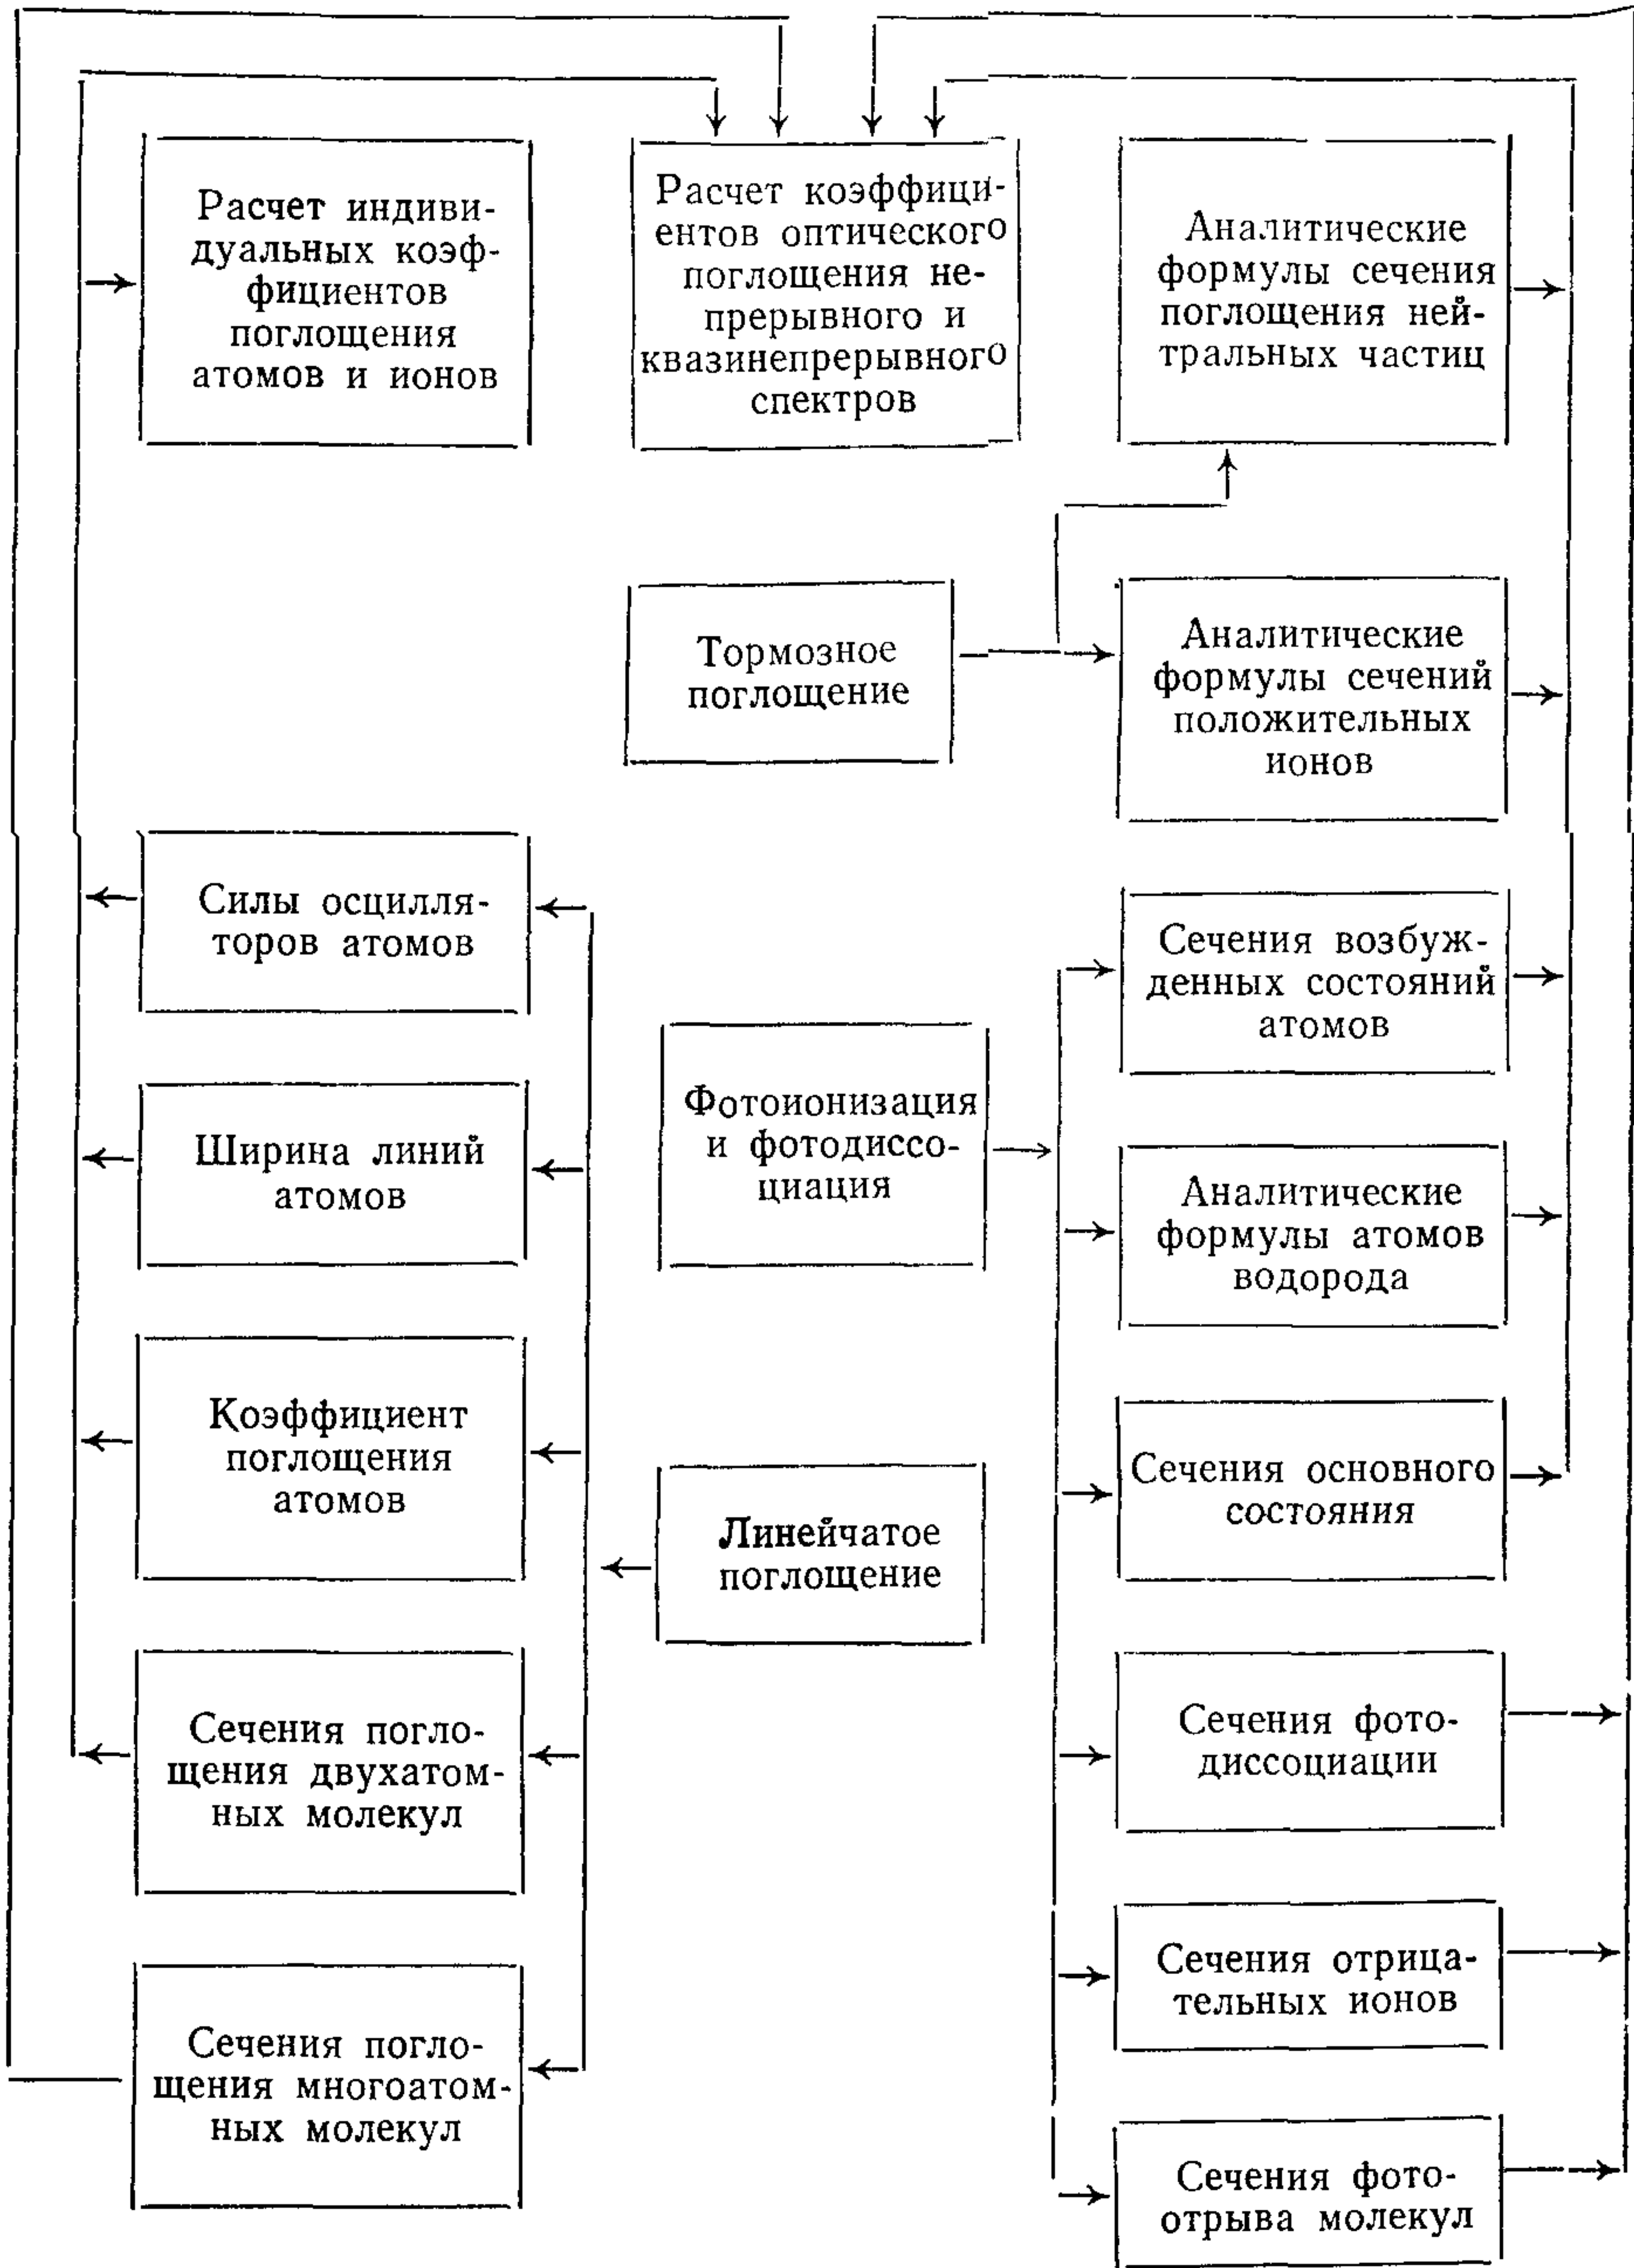 Расчет индиви-
дуальных коэф-
фициентов
поглощения
атомов и ионов
Расчет коэффици-
ентов оптического
поглощения не-
прерывного и
квазинепрерывного
спектров
Аналитические
формулы сечения
поглощения ней-
тральных частиц
Тормозное
поглощение
Аналитические
формулы сечений
положительных
ионов
Силы осцилля-
торов атомов
Сечения возбуж-
денных состояний
атомов
Ширина линий
атомов
Фотоионизация
и фотодиссо-
циация
Аналитические
формулы атомов
водорода
Коэффициент
поглощения
атомов
Линейчатое
поглощение
Сечения основного
состояния
Сечения погло-
щения двухатом-
ных молекул
Сечения фото-
диссоциации
Сечения погло-
щения многоатом-
ных молекул
Сечения отрица-
тельных ионов
Сечения фото-
отрыва молекул